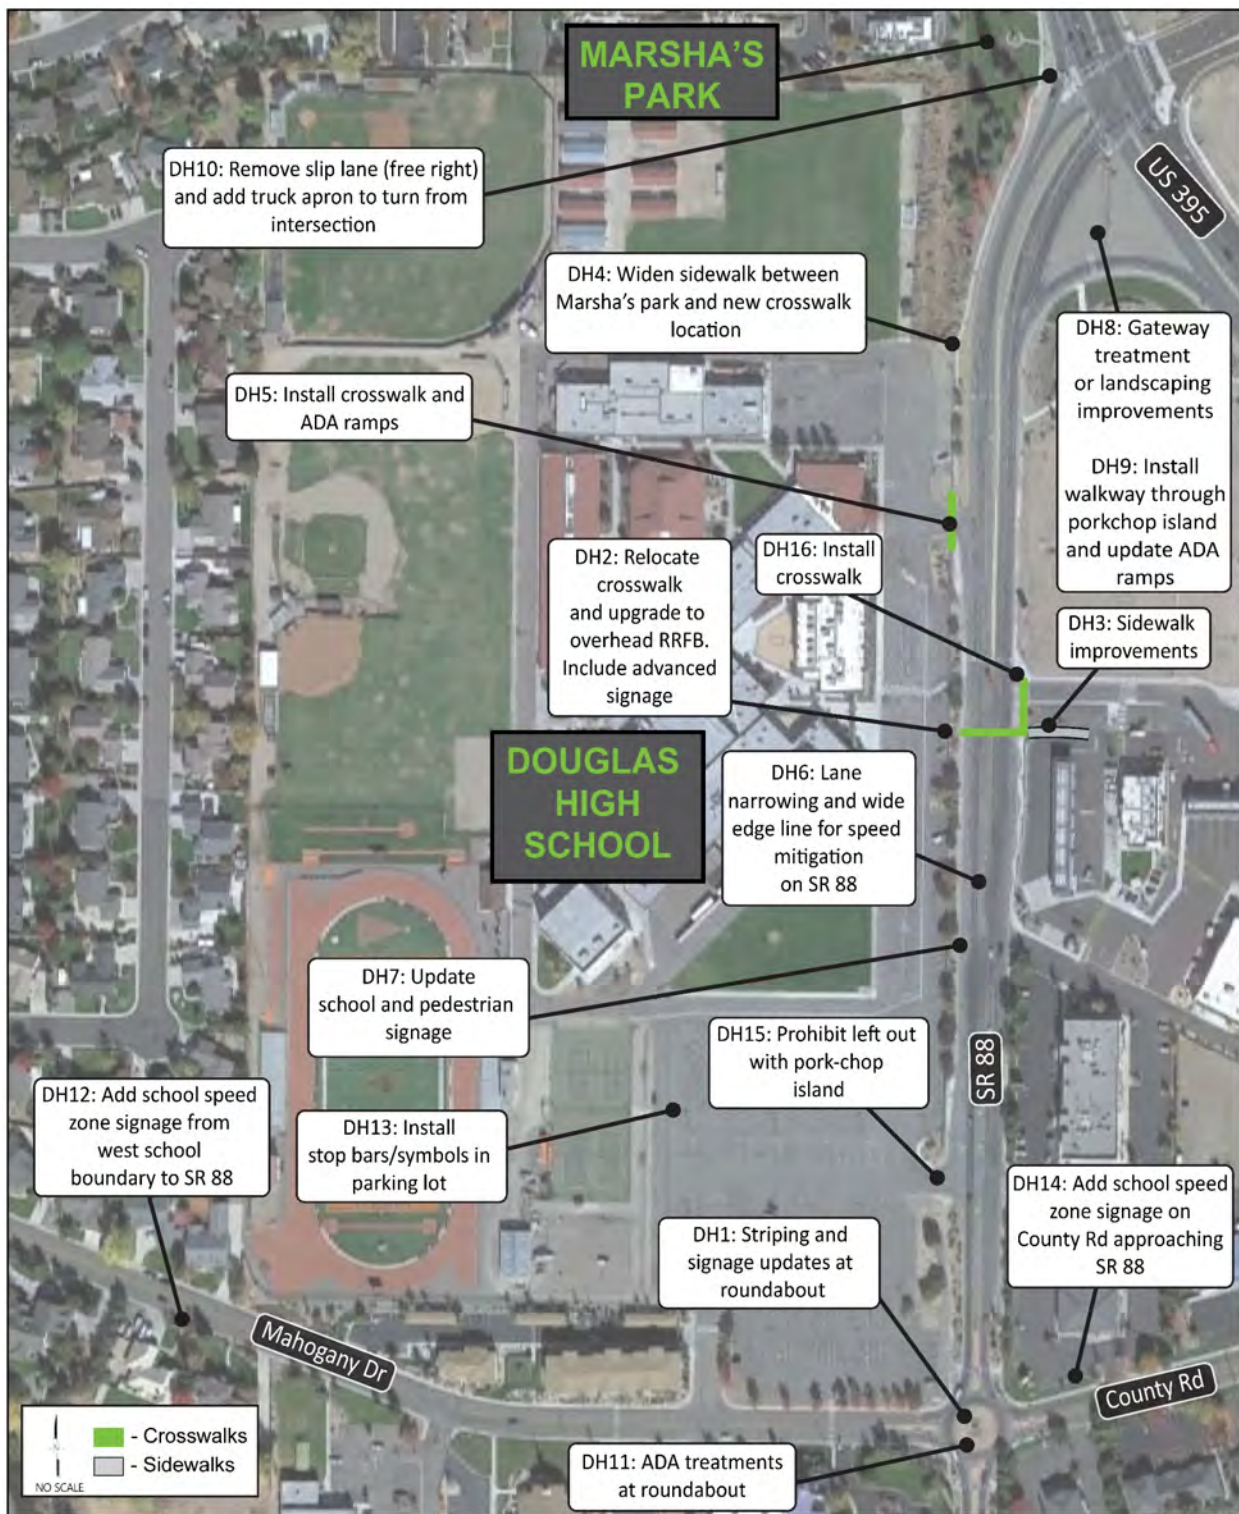 MARSHA'S
PARK
DH10: Remove slip lane (free right)
and add truck apron to turn from
intersection
US 395
DH4: Widen sidewalk between
Marsha's park and new crosswalk
location
DH8: Gateway
treatment
or landscaping
improvements
DH9: Install
walkway through
porkchop island
and update ADA
ramps
DH5: Install crosswalk and
ADA ramps
DH2: Relocate
crosswalk
and upgrade to
overhead RRFB.
Include advanced
signage
DH16: Install
crosswalk
DH3: Sidewalk
improvements
DOUGLAS
HIGH
SCHOOL
DH6: Lane
narrowing and wide
edge line for speed
mitigation
on SR 88
DH7: Update
school and pedestrian
signage
DH15: Prohibit left out
with pork-chop
island
SR 88
DH12: Add school speed
zone signage from
west school
boundary to SR 88
DH13: Install
stop bars/symbols in
parking lot
DH14: Add school speed
zone signage on
County Rd approaching
SR 88
DH1: Striping and
signage updates at
roundabout
Mahogany Dr
County Rd
DH11: ADA treatments
at roundabout
N
NO SCALE
- Crosswalks
- Sidewalks